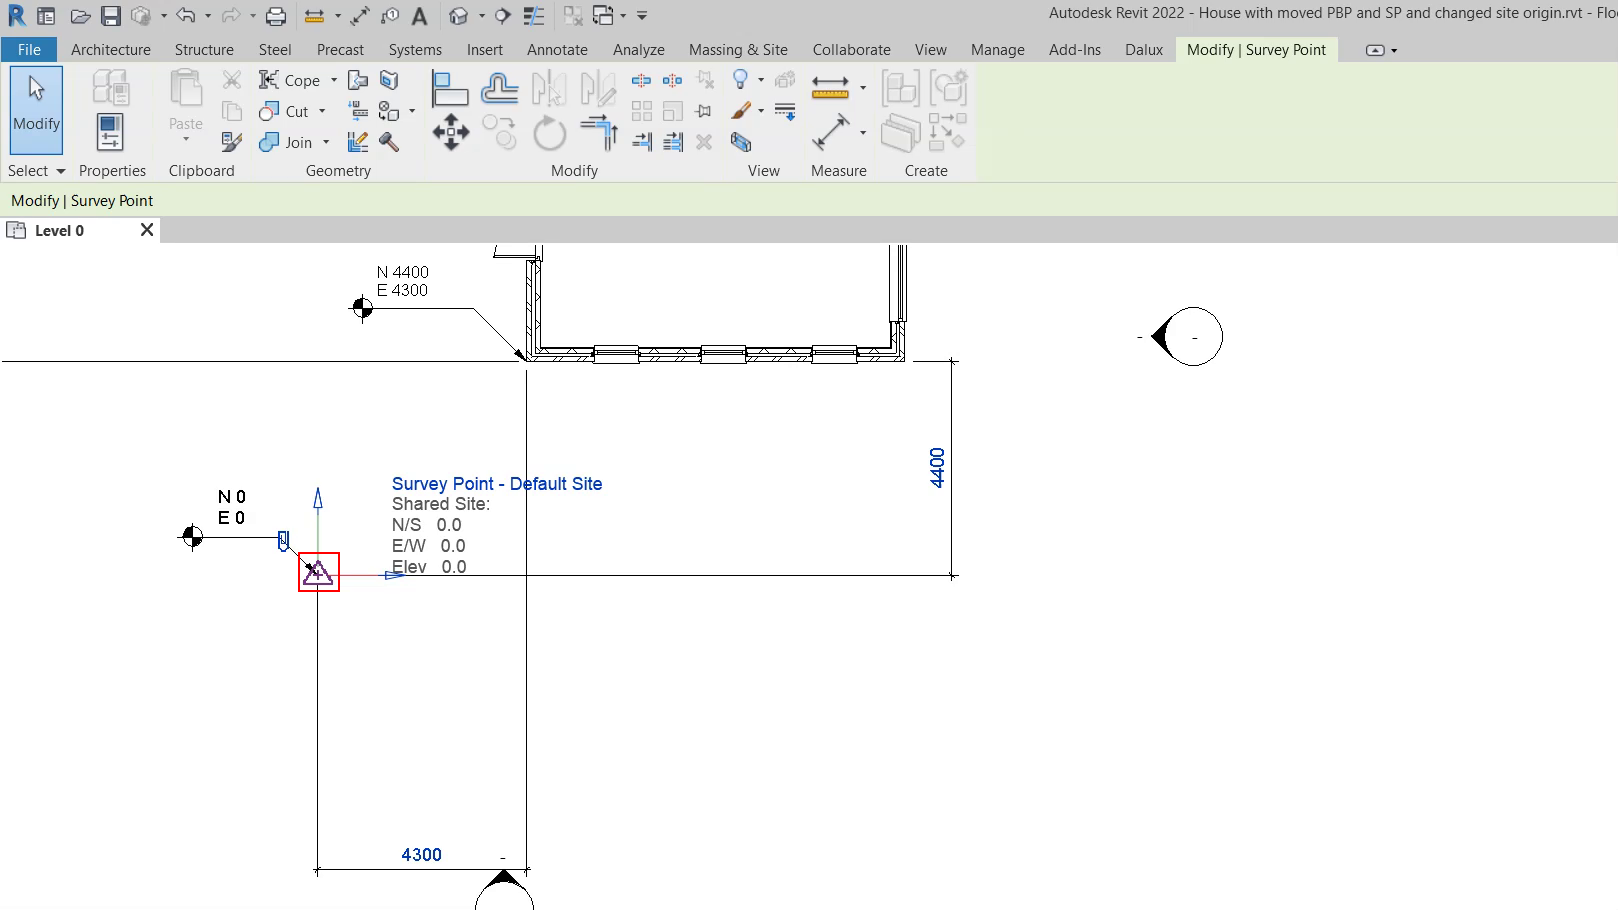 Autodesk Revit 2022 - House with moved PBP and SP and changed site origin.rvt - Floo
File Architecture Structure Steel Precast Systems Insert Annotate Analyze Massing & Site Collaborate View Manage Add-Ins Dalux Modify | Survey Point
Modify
Paste
Cope
Cut
Join
Select Properties Clipboard Geometry Modify View Measure Create
Modify | Survey Point
Level 0
N 4400
E 4300
-
-
4400
Survey Point - Default Site
Shared Site:
N/S 0.0
E/W 0.0
Elev 0.0
N 0
E 0
4300
-